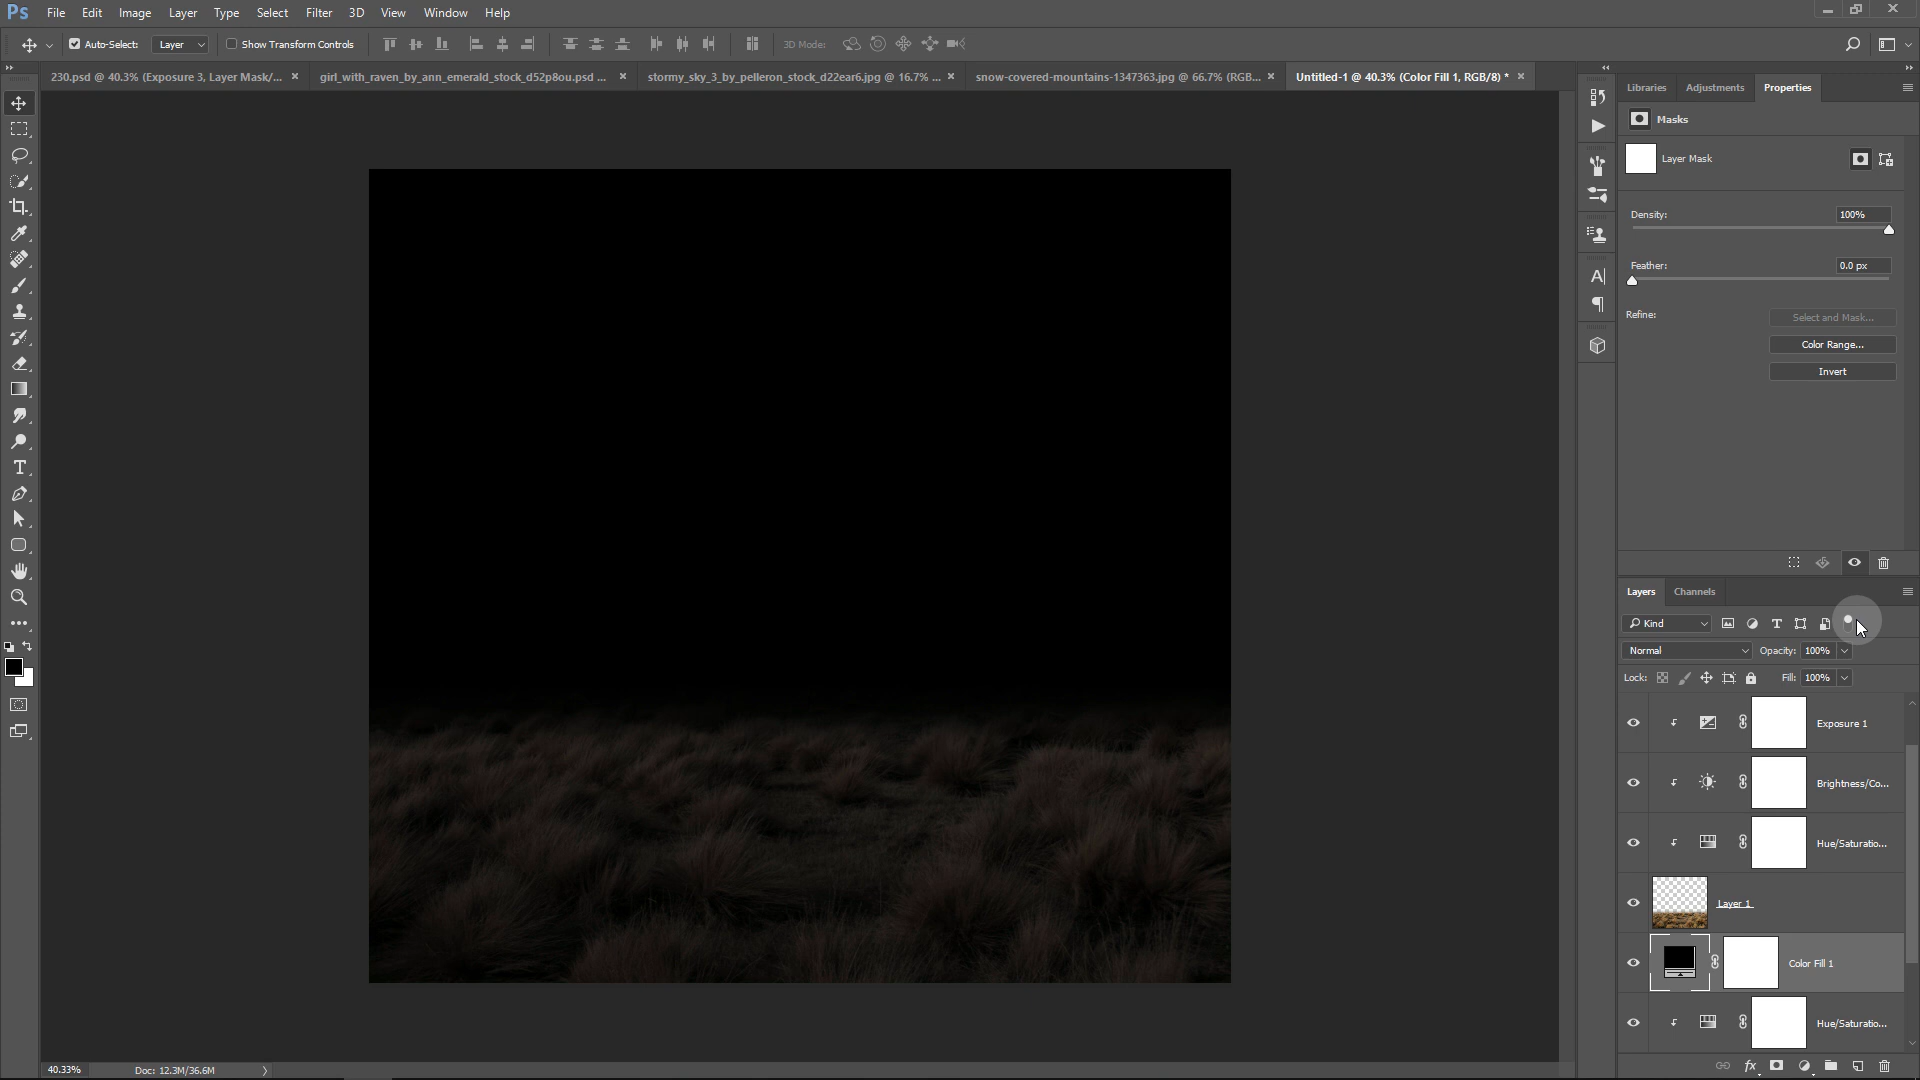 Ps File Edit Image Layer Type Select Filter 3D View Window Help
Auto-Select: Layer Show Transform Controls 3D Mode:
230.psd @ 40.3% (Exposure 3, Layer Mask/... × girl_with_raven_by_ann_emerald_stock_d52p8ou.psd ... × stormy_sky_3_by_pelleron_stock_d22ear6.jpg @ 16.7% ... × snow-covered-mountains-1347363.jpg @ 66.7% (RGB... × Untitled-1 @ 40.3% (Color Fill 1, RGB/8) * ×
Libraries Adjustments Properties
Masks
Layer Mask
Density: 100%
Feather: 0.0 px
Refine: Select and Mask...
Color Range...
Invert
Layers Channels
Kind
Normal Opacity: 100%
Lock: Fill: 100%
Exposure 1
Brightness/Co...
Hue/Saturatio...
Layer 1
Color Fill 1
Hue/Saturatio...
40.33% Doc: 12.3M/36.6M